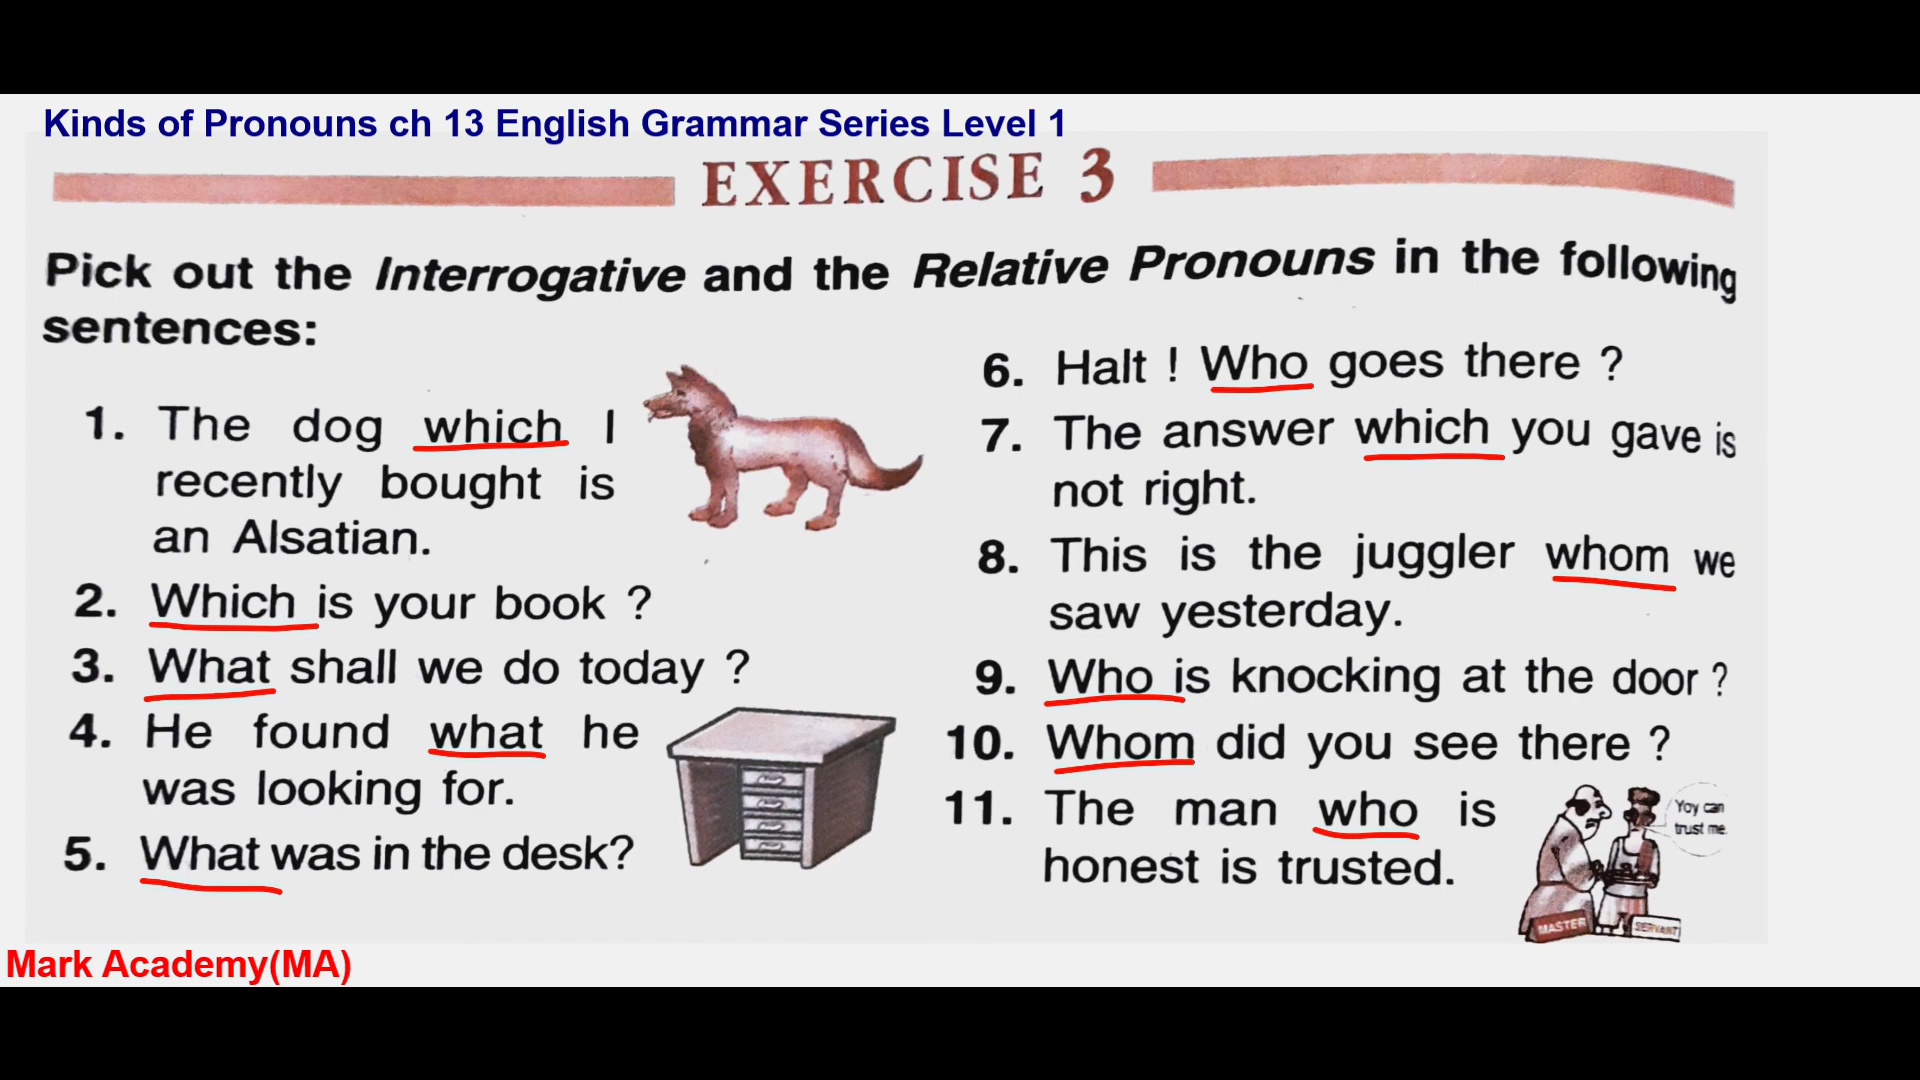 Kinds of Pronouns ch 13 English Grammar Series Level 1
EXERCISE 3
Pick out the Interrogative and the Relative Pronouns in the following
sentences:
1. The dog which I
recently bought is
an Alsatian.
2. Which is your book ?
3. What shall we do today ?
4. He found what he
was looking for.
5. What was in the desk?
6. Halt ! Who goes there ?
7. The answer which you gave is
not right.
8. This is the juggler whom we
saw yesterday.
9. Who is knocking at the door ?
10. Whom did you see there ?
11. The man who is
honest is trusted.
Yoy can
trust me.
MASTER
SERVANT
Mark Academy(MA)